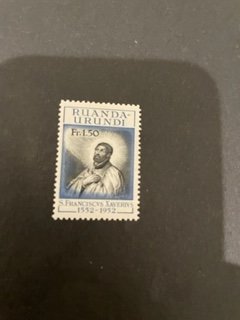 RUANDA-
URUNDI
Fr.1.50
S. FRANCISCVS XAVERIVS
1552-1952